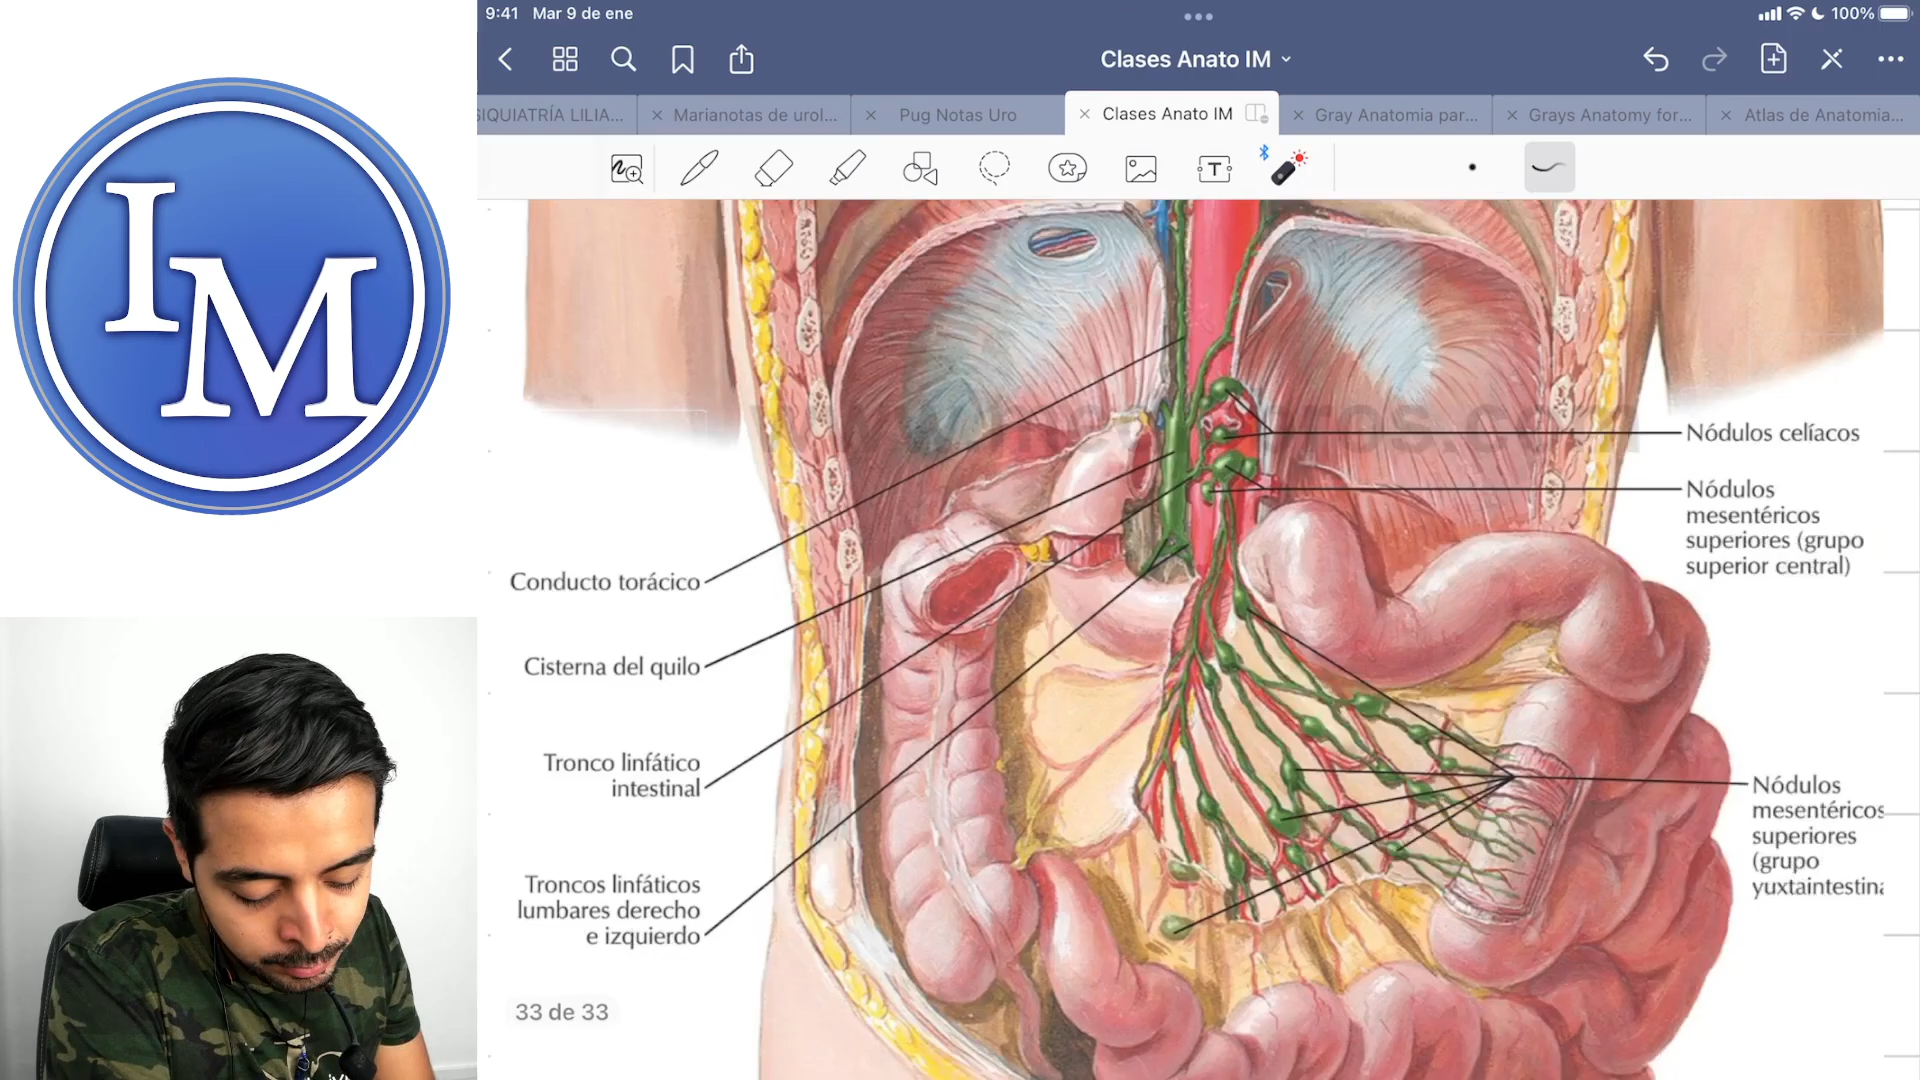 IM
9:41 Mar 9 de ene
100%
Clases Anato IM
SIQUIATRÍA LILIA...
Marianotas de urol...
Pug Notas Uro
Clases Anato IM
Gray Anatomia par...
Grays Anatomy for...
Atlas de Anatomia...
T
Nódulos celíacos
Nódulos
mesentéricos
superiores (grupo
superior central)
Conducto torácico
Cisterna del quilo
Tronco linfático
intestinal
Troncos linfáticos
lumbares derecho
e izquierdo
Nódulos
mesentéricos
superiores
(grupo
yuxtaintestina
33 de 33